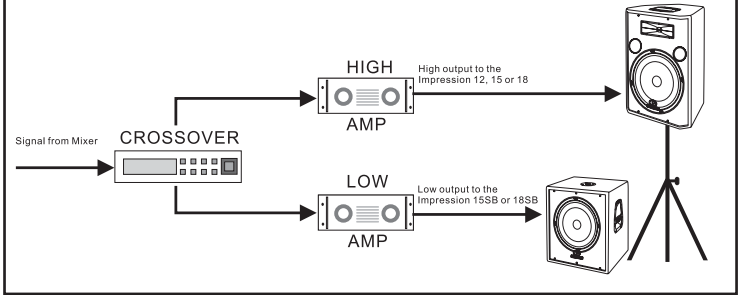 HIGH
High output to the
Impression 12, 15 or 18
AMP
Signal from Mixer
CROSSOVER
LOW
Low output to the
Impression 15SB or 18SB
AMP